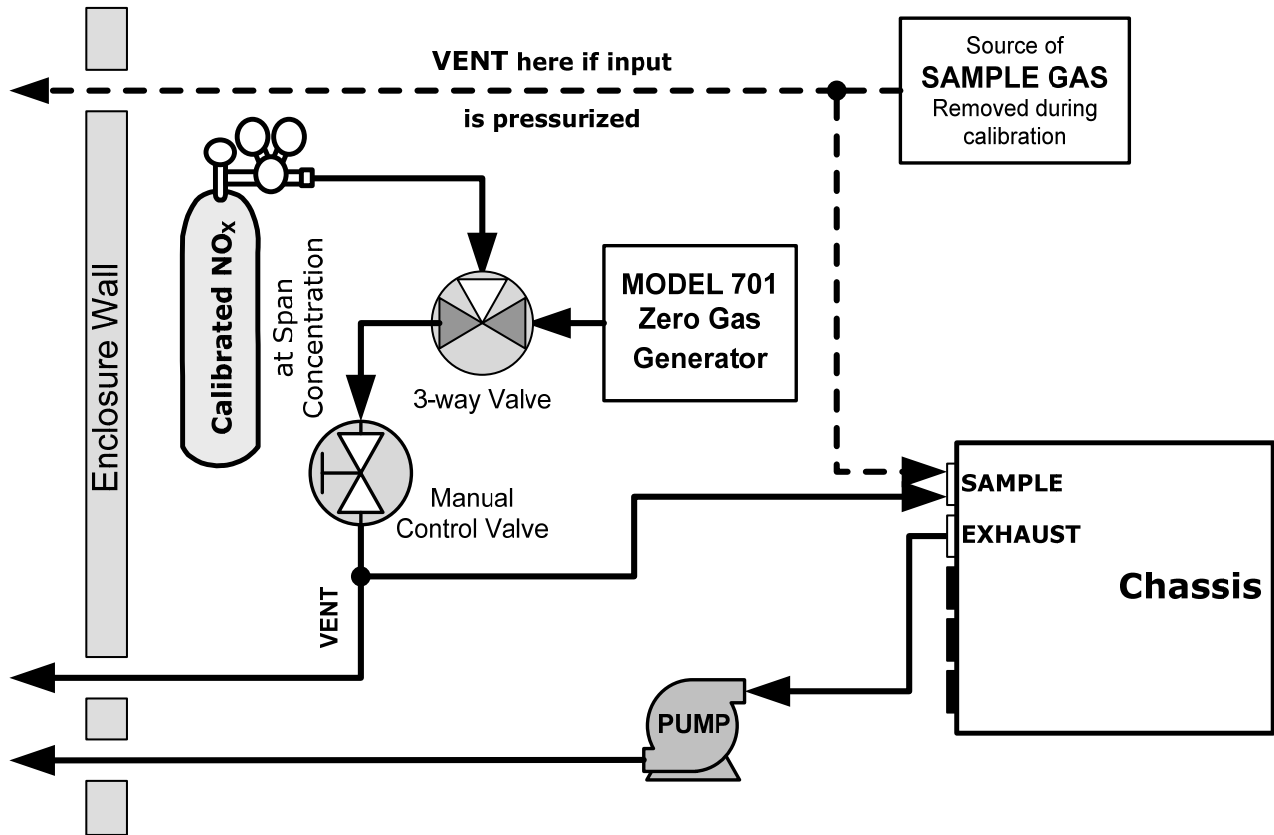 VENT here if input
is pressurized
Source of
SAMPLE GAS
Removed during
calibration
Enclosure Wall
Calibrated NOx
at Span
Concentration
MODEL 701
Zero Gas
Generator
3-way Valve
Manual
Control Valve
VENT
SAMPLE
EXHAUST
Chassis
PUMP